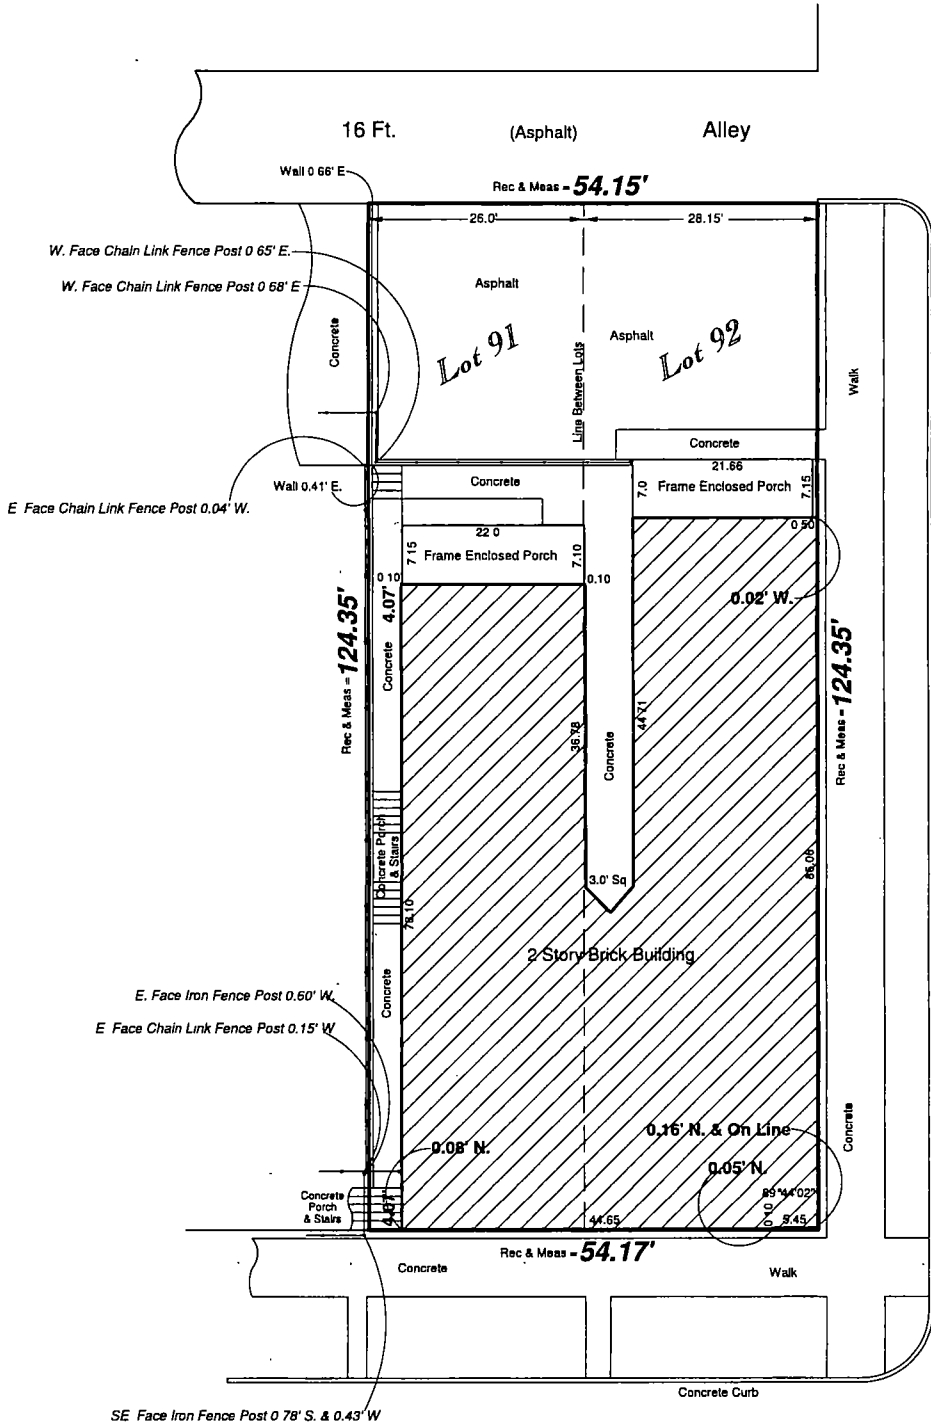 16 Ft.
(Asphalt)
Alley
Wall 0 66' E
Rec & Meas = 54.15'
26.0'
28.15'
W. Face Chain Link Fence Post 0 65' E.
W. Face Chain Link Fence Post 0 68' E
Asphalt
Asphalt
Concrete
Lot 91
Lot 92
Line Between Lots
Walk
Concrete
21.66
Wall 0.41' E.
Concrete
7.0
Frame Enclosed Porch
7.15
E Face Chain Link Fence Post 0.04' W.
22 0
0 50
7 15
Frame Enclosed Porch
7.10
0 10
0.10
4.07'
0.02' W.
Rec & Meas = 124.35'
Concrete
Rec & Meas = 124.35'
36.78
44 71
Concrete
Concrete Porch
& Stairs
3.0' Sq
78.10
2 Story Brick Building
Concrete
E. Face Iron Fence Post 0.60' W.
E Face Chain Link Fence Post 0.15' W
0.08' N.
0.16' N. & On Line
0.05' N.
Concrete
Concrete
Porch
& Stairs
4.07'
89°44'02"
0 10
44.65
9.45
Rec & Meas = 54.17'
Concrete
Walk
Concrete Curb
SE Face Iron Fence Post 0 78' S. & 0.43' W